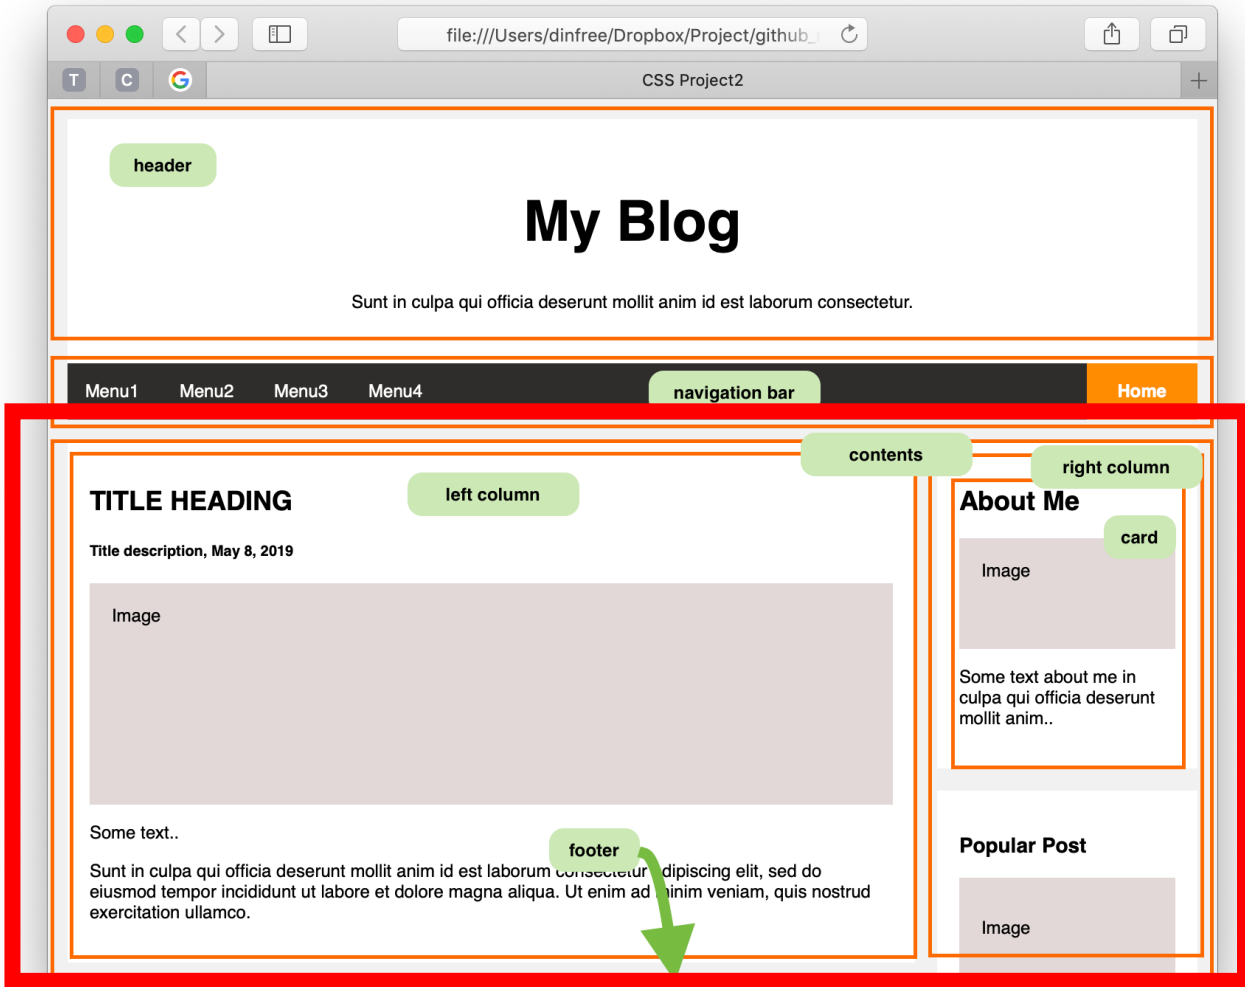 file:///Users/dinfree/Dropbox/Project/github_
T
C
G
CSS Project2
header
My Blog
Sunt in culpa qui officia deserunt mollit anim id est laborum consectetur.
Menu1 Menu2 Menu3 Menu4 navigation bar Home
contents
right column
left column
TITLE HEADING
Title description, May 8, 2019
Image
Some text..
footer
Sunt in culpa qui officia deserunt mollit anim id est laborum consectetur adipiscing elit, sed do
eiusmod tempor incididunt ut labore et dolore magna aliqua. Ut enim ad minim veniam, quis nostrud
exercitation ullamco.
About Me
card
Image
Some text about me in
culpa qui officia deserunt
mollit anim..
Popular Post
Image